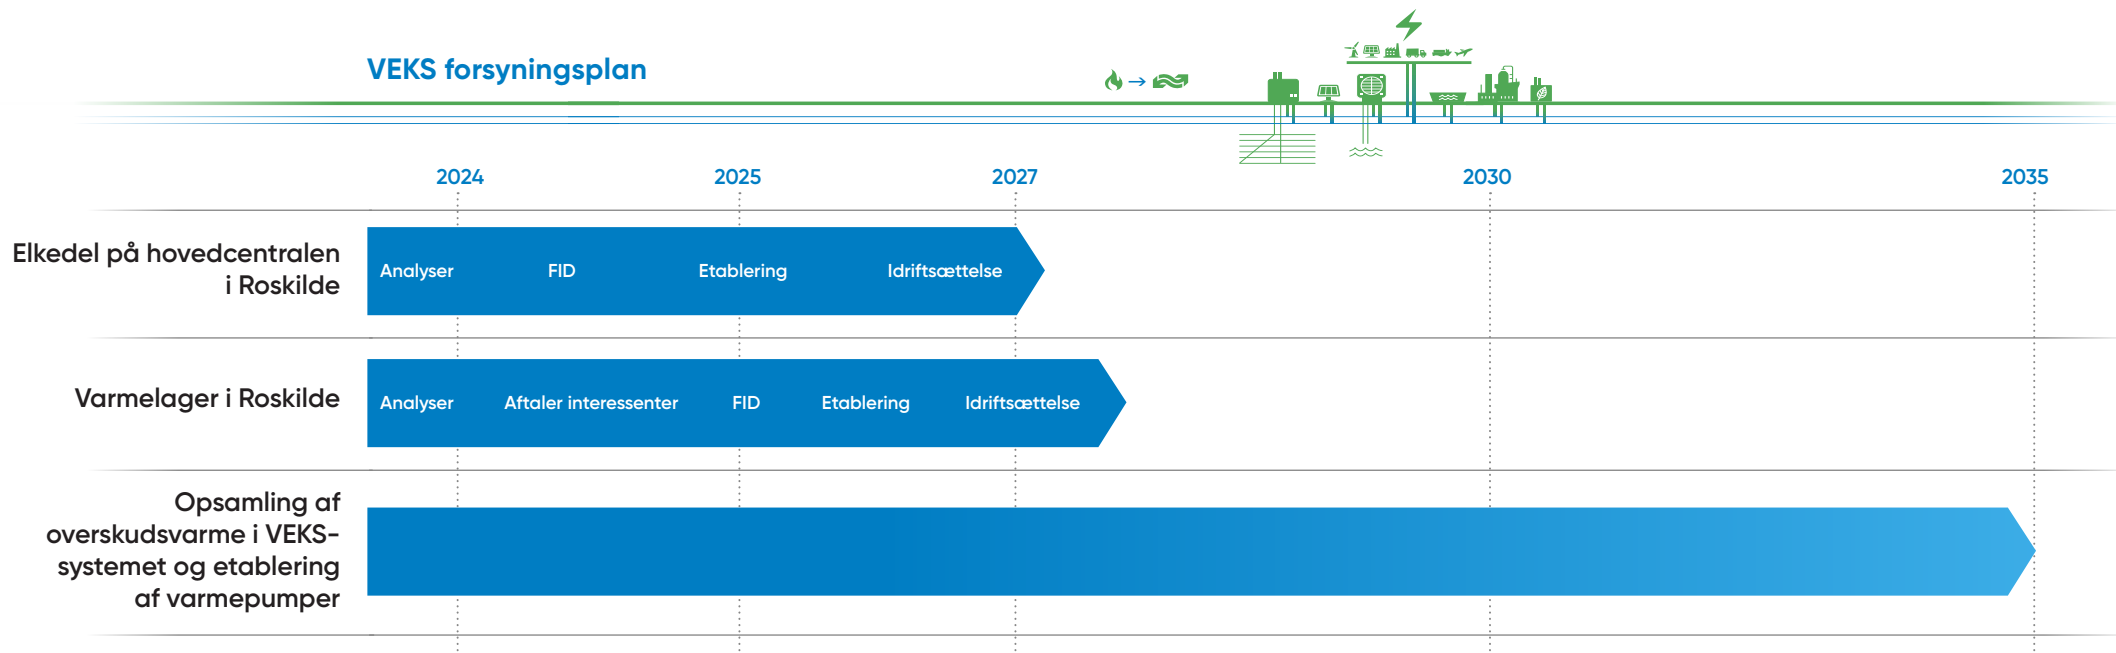 VEKS forsyningsplan
2024 2025 2027 2030 2035
Elkedel på hovedcentralen
i Roskilde
Analyser FID Etablering Idriftsættelse
Varmelager i Roskilde
Analyser Aftaler interessenter FID Etablering Idriftsættelse
Opsamling af
overskudsvarme i VEKS-
systemet og etablering
af varmepumper